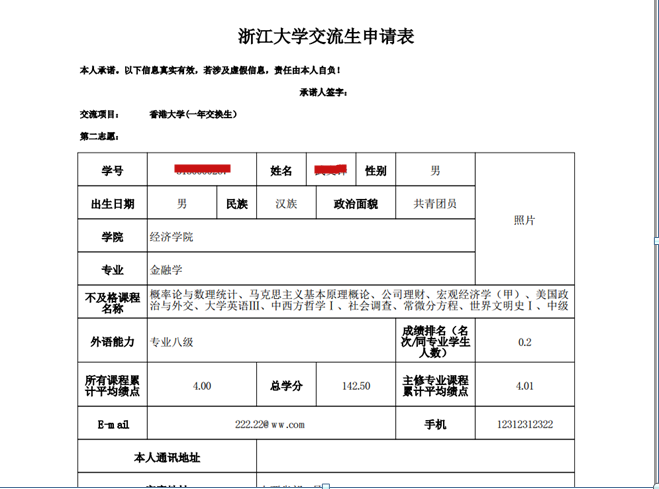 浙江大学交流生申请表
本人承诺。以下信息真实有效，若涉及虚假信息，责任由本人自负！
承诺人签字：
交流项目： 香港大学(一年交换生)
第二志愿：
学号 姓名 性别 男
照片
出生日期 男 民族 汉族 政治面貌 共青团员
学院 经济学院
专业 金融学
不及格课程名称 概率论与数理统计、马克思主义基本原理概论、公司理财、宏观经济学（甲）、美国政
治与外交、大学英语Ⅲ、中西方哲学Ⅰ、社会调查、常微分方程、世界文明史Ⅰ、中级
外语能力 专业八级 成绩排名（名次/同专业学生人数） 0.2
所有课程累计平均绩点 4.00 总学分 142.50 主修专业课程累计平均绩点 4.01
E-mail 222.22@ww.com 手机 12312312322
本人通讯地址